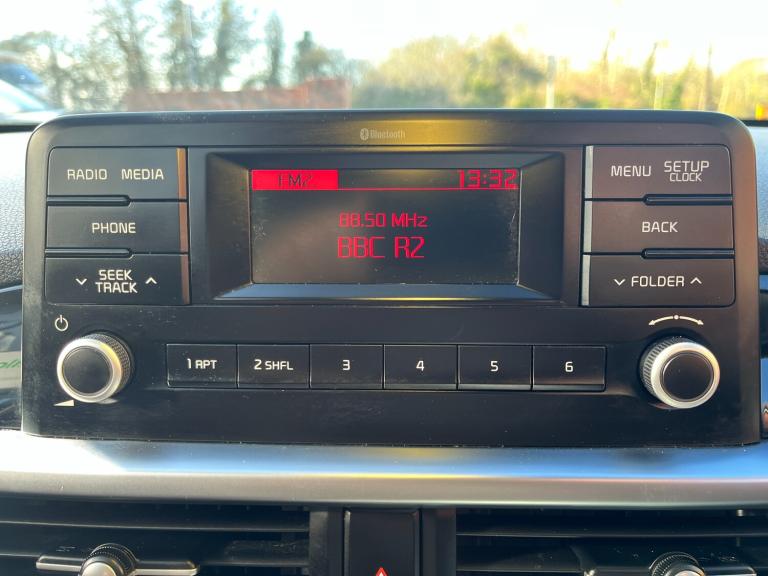 Bluetooth
RADIO MEDIA
PHONE
SEEK
TRACK
FM2 13:32
88.50 MHz
BBC R2
MENU SETUP
CLOCK
BACK
FOLDER
1 RPT 2 SHFL 3 4 5 6